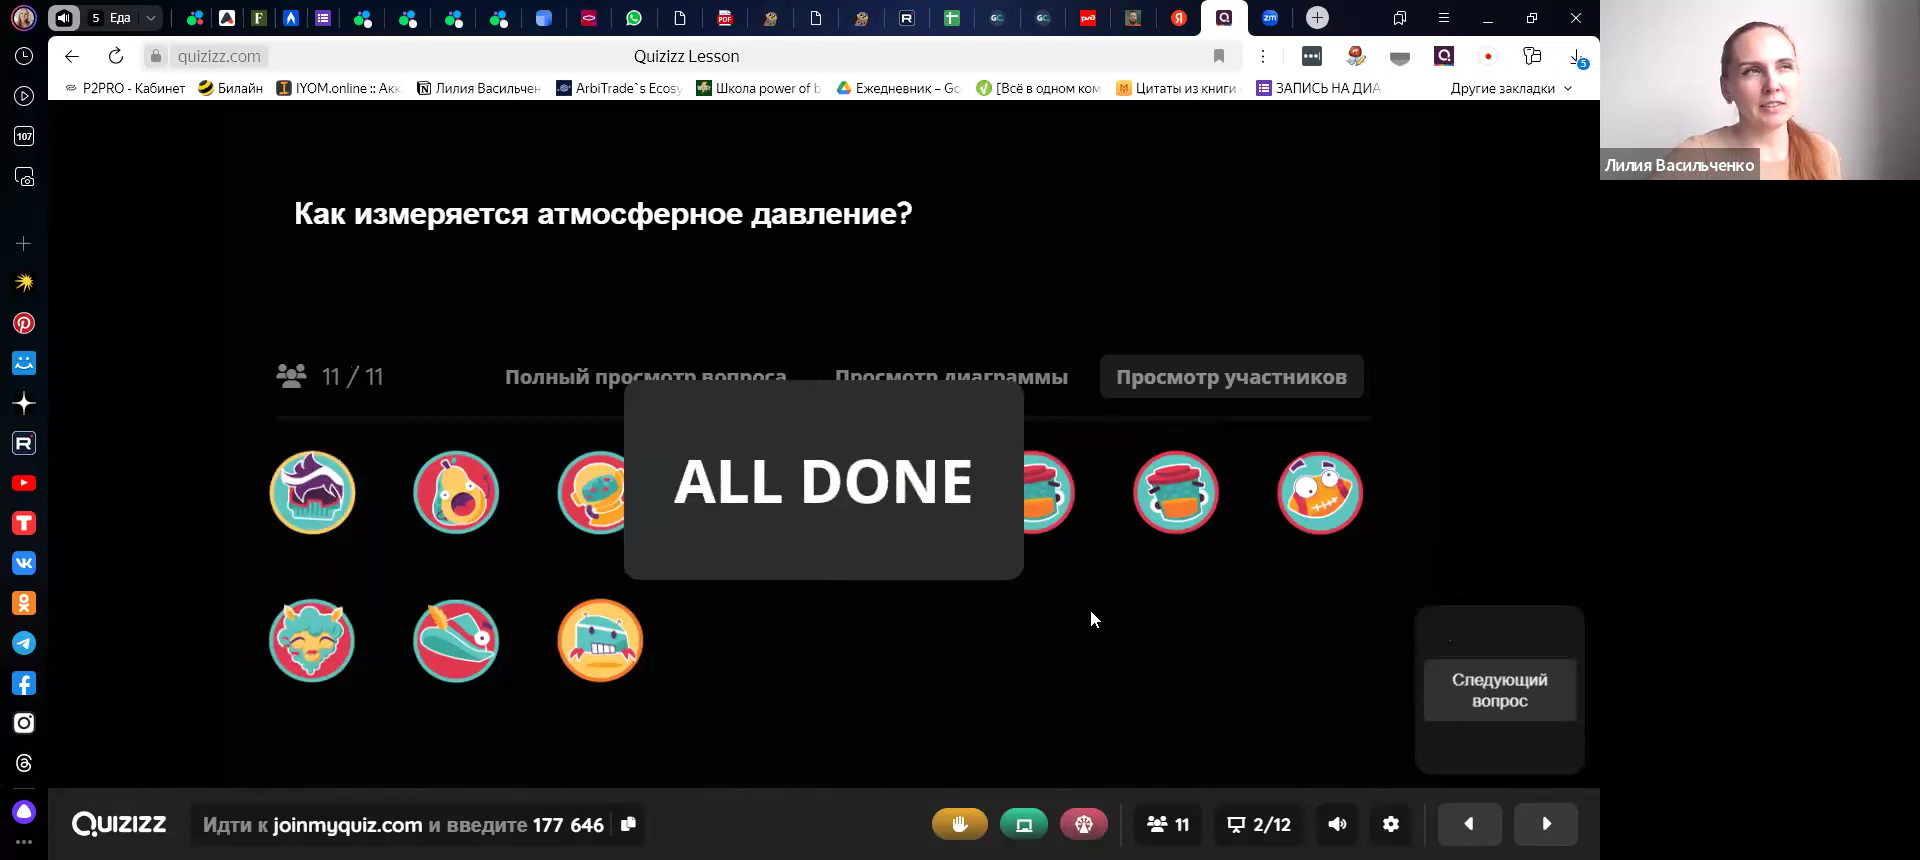 5 Еда
quizizz.com
Quizizz Lesson
5
P2PRO - Кабинет
Билайн
IYOM.online :: Акк
Лилия Васильчен
ArbiTrade`s Ecosy
Школа power of b
Ежедневник – Go
[Всё в одном ком
Цитаты из книги
ЗАПИСЬ НА ДИА
Другие закладки
107
Лилия Васильченко
Как измеряется атмосферное давление?
11 / 11
Полный просмотр вопроса
Просмотр диаграммы
Просмотр участников
ALL DONE
Следующий
вопрос
QUIZIZZ
Идти к joinmyquiz.com и введите 177 646
11
2/12